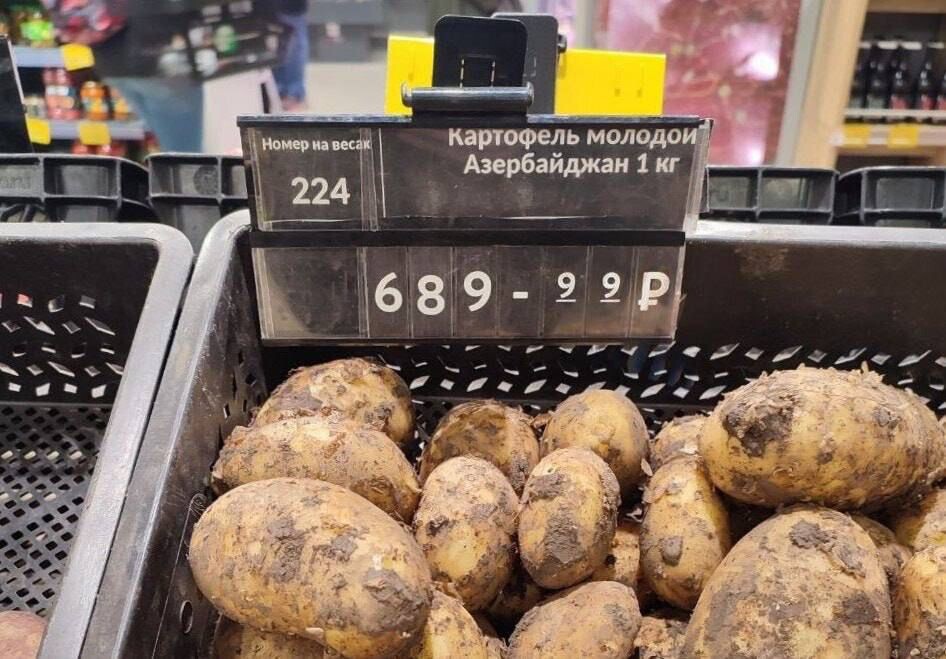 Номер на весах
224
Картофель молодой
Азербайджан 1 кг
689-99₽